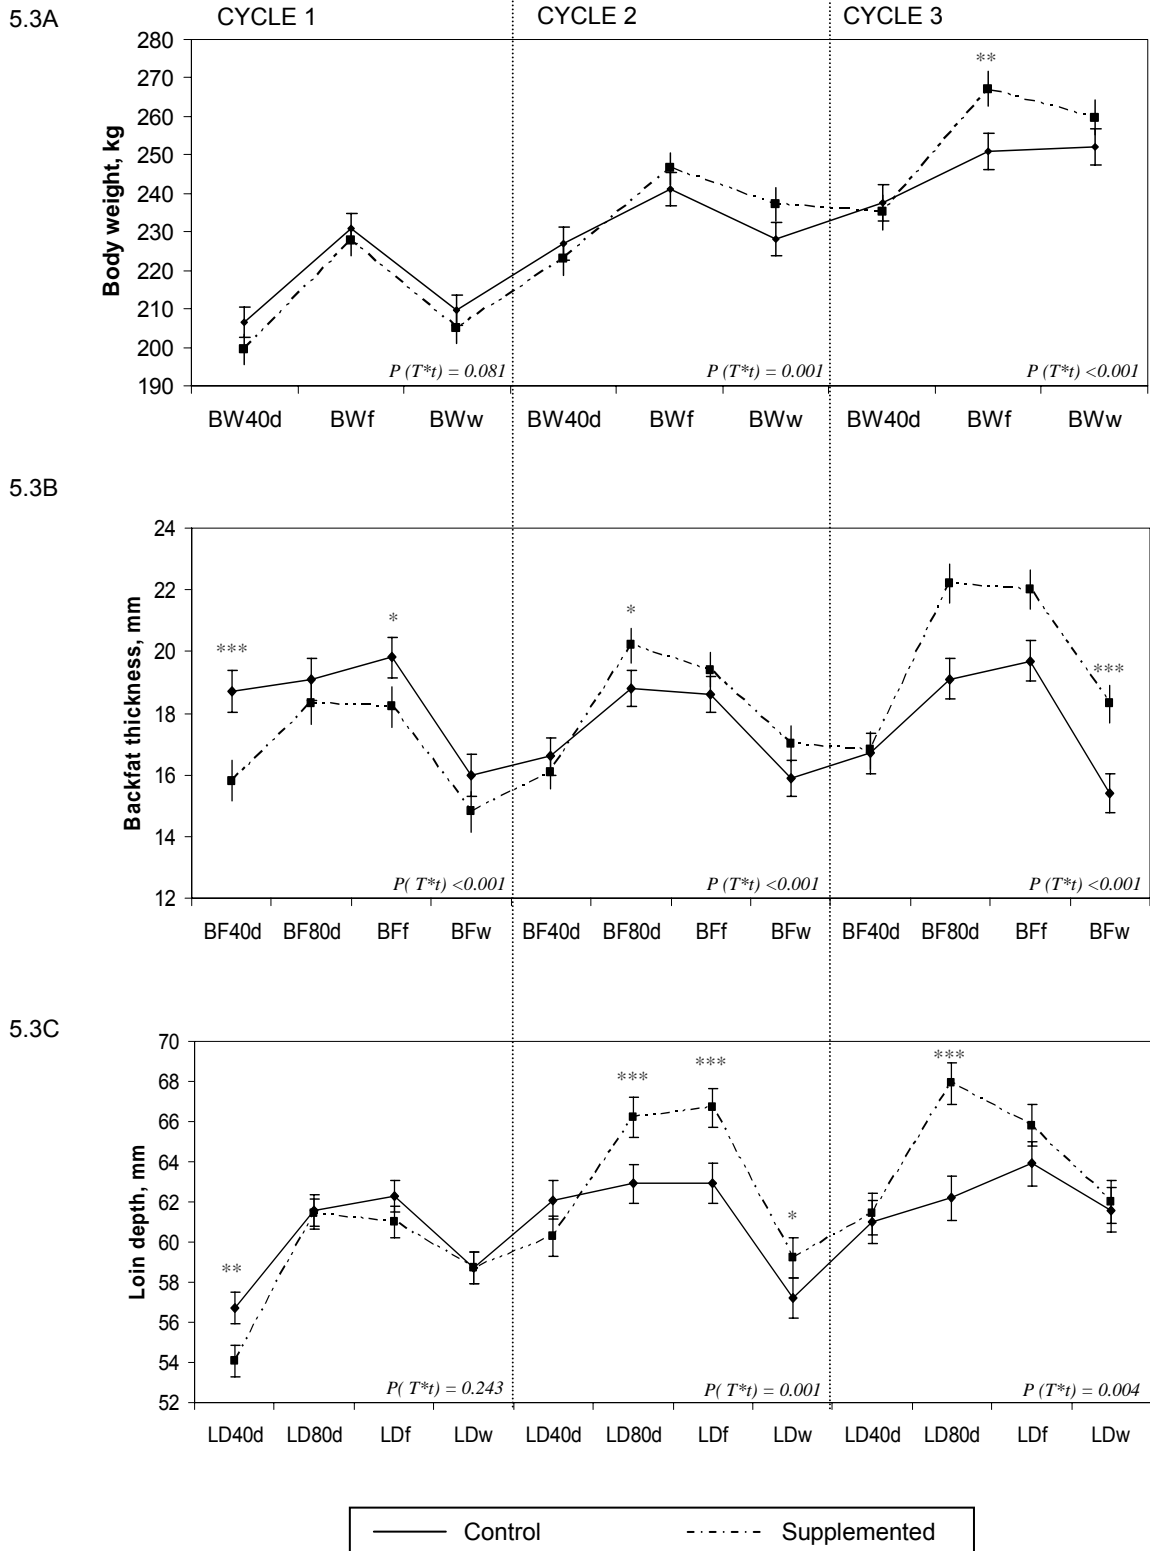 5.3A
CYCLE 1 CYCLE 2 CYCLE 3
280
270
260
250
240
230
220
210
200
190
Body weight, kg
**
P (T*t) = 0.081 P (T*t) = 0.001 P (T*t) <0.001
BW40d BWf BWw BW40d BWf BWw BW40d BWf BWw
5.3B
24
22
20
18
16
14
12
Backfat thickness, mm
*** * * ***
P( T*t) <0.001 P (T*t) <0.001 P (T*t) <0.001
BF40d BF80d BFf BFw BF40d BF80d BFf BFw BF40d BF80d BFf BFw
5.3C
70
68
66
64
62
60
58
56
54
52
Loin depth, mm
** *** *** * ***
P( T*t) = 0.243 P (T*t) = 0.001 P (T*t) = 0.004
LD40d LD80d LDf LDw LD40d LD80d LDf LDw LD40d LD80d LDf LDw
Control Supplemented